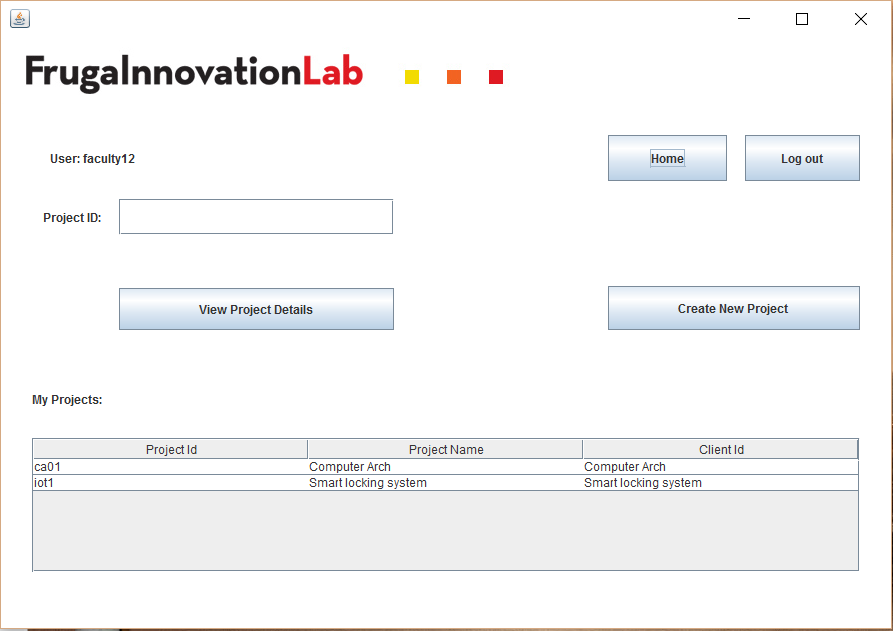 FrugalnnovationLab
User: faculty12
Home
Log out
Project ID:
View Project Details
Create New Project
My Projects:
Project Id Project Name Client Id
ca01 Computer Arch Computer Arch
iot1 Smart locking system Smart locking system